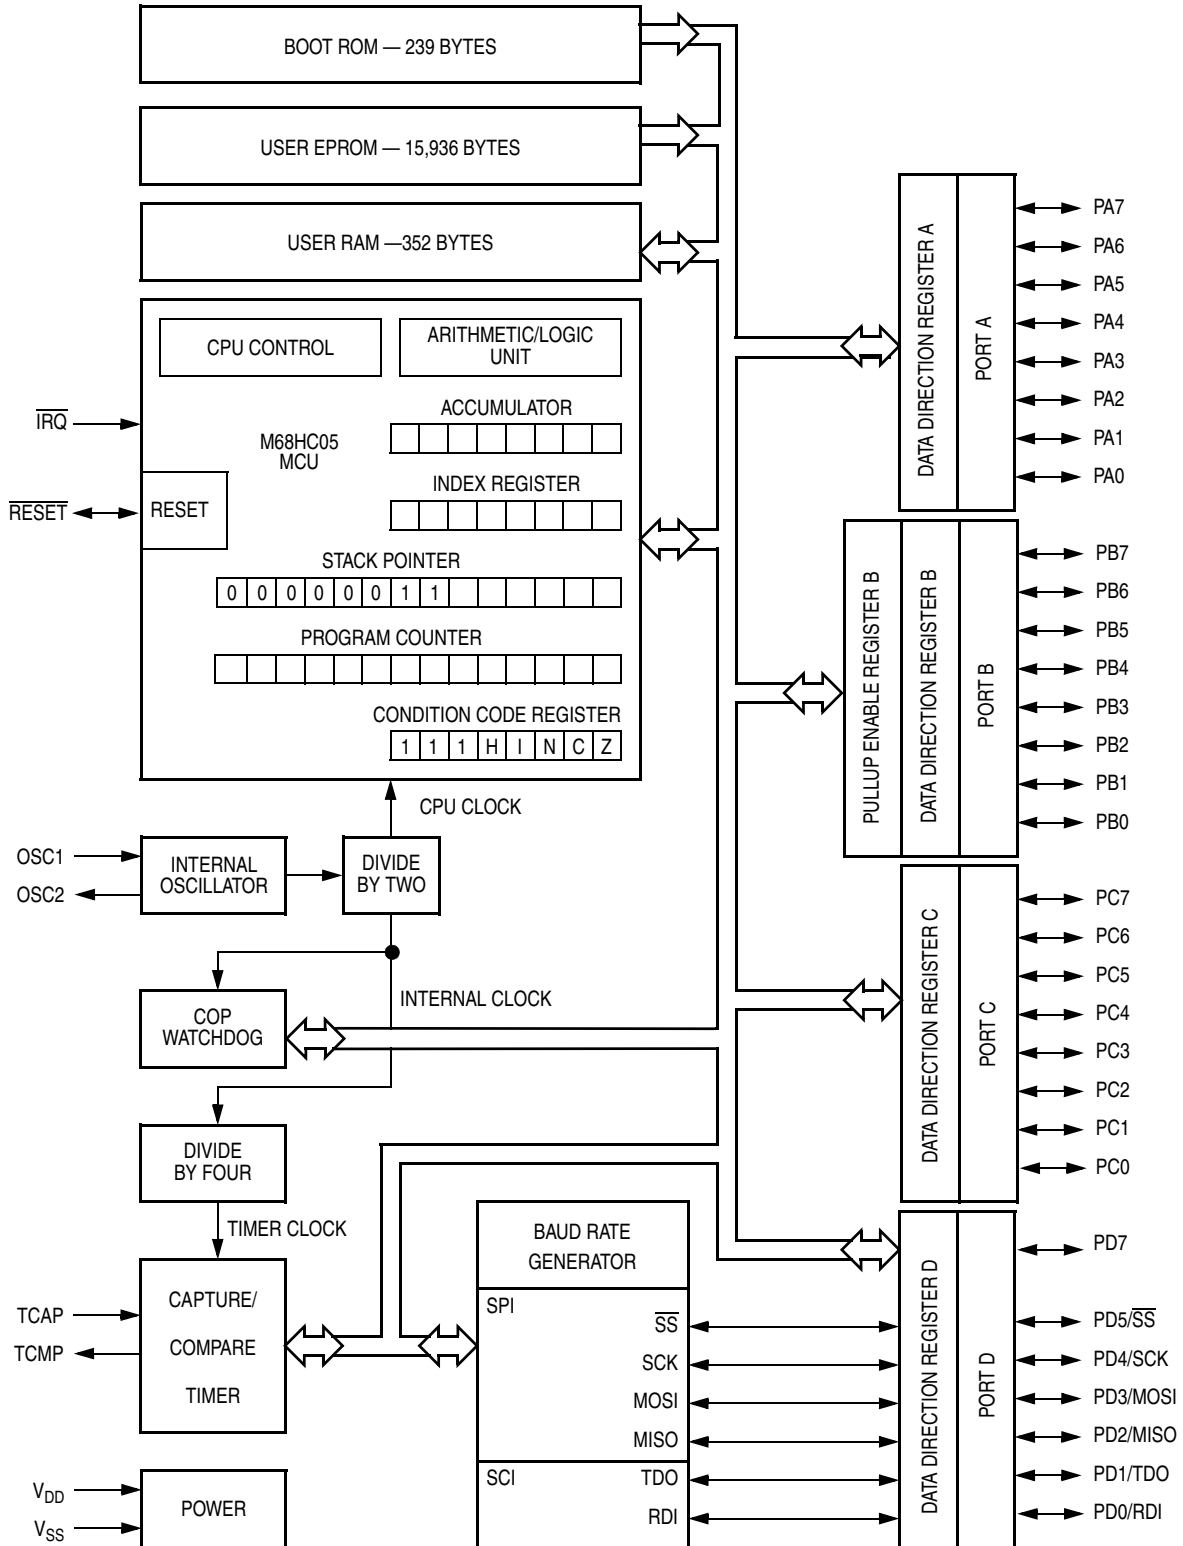 BOOT ROM — 239 BYTES
USER EPROM — 15,936 BYTES
USER RAM —352 BYTES
CPU CONTROL
ARITHMETIC/LOGIC
UNIT
ACCUMULATOR
M68HC05
MCU
INDEX REGISTER
IRQ
RESET
RESET
STACK POINTER
0 0 0 0 0 0 1 1
PROGRAM COUNTER
CONDITION CODE REGISTER
1 1 1 H I N C Z
CPU CLOCK
OSC1
OSC2
INTERNAL
OSCILLATOR
DIVIDE
BY TWO
INTERNAL CLOCK
COP
WATCHDOG
DIVIDE
BY FOUR
TIMER CLOCK
TCAP
TCMP
CAPTURE/
COMPARE
TIMER
V_DD
V_SS
POWER
BAUD RATE
GENERATOR
SPI
SS
SCK
MOSI
MISO
SCI
TDO
RDI
DATA DIRECTION REGISTER A
PORT A
PA7
PA6
PA5
PA4
PA3
PA2
PA1
PA0
PULLUP ENABLE REGISTER B
DATA DIRECTION REGISTER B
PORT B
PB7
PB6
PB5
PB4
PB3
PB2
PB1
PB0
DATA DIRECTION REGISTER C
PORT C
PC7
PC6
PC5
PC4
PC3
PC2
PC1
PC0
DATA DIRECTION REGISTER D
PORT D
PD7
PD5/SS
PD4/SCK
PD3/MOSI
PD2/MISO
PD1/TDO
PD0/RDI